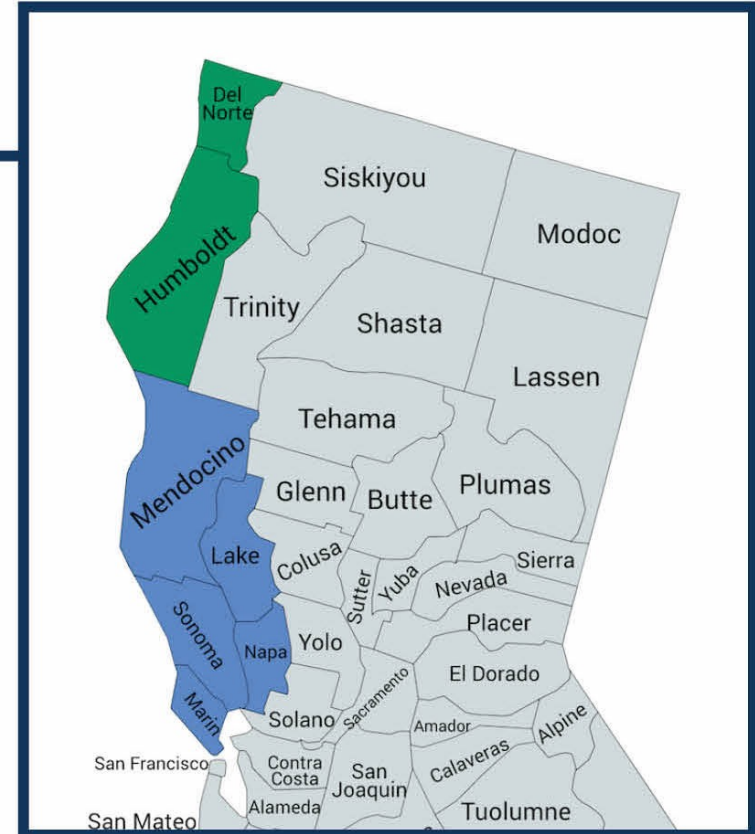 Del
Norte
Siskiyou
Modoc
Humboldt
Trinity
Shasta
Lassen
Tehama
Mendocino
Glenn
Butte
Plumas
Lake
Colusa
Sutter
Yuba
Nevada
Sierra
Placer
Sonoma
Napa
Yolo
El Dorado
Marin
Solano
Sacramento
Amador
Alpine
San Francisco
Contra
Costa
San
Joaquin
Calaveras
San Mateo
Alameda
Tuolumne